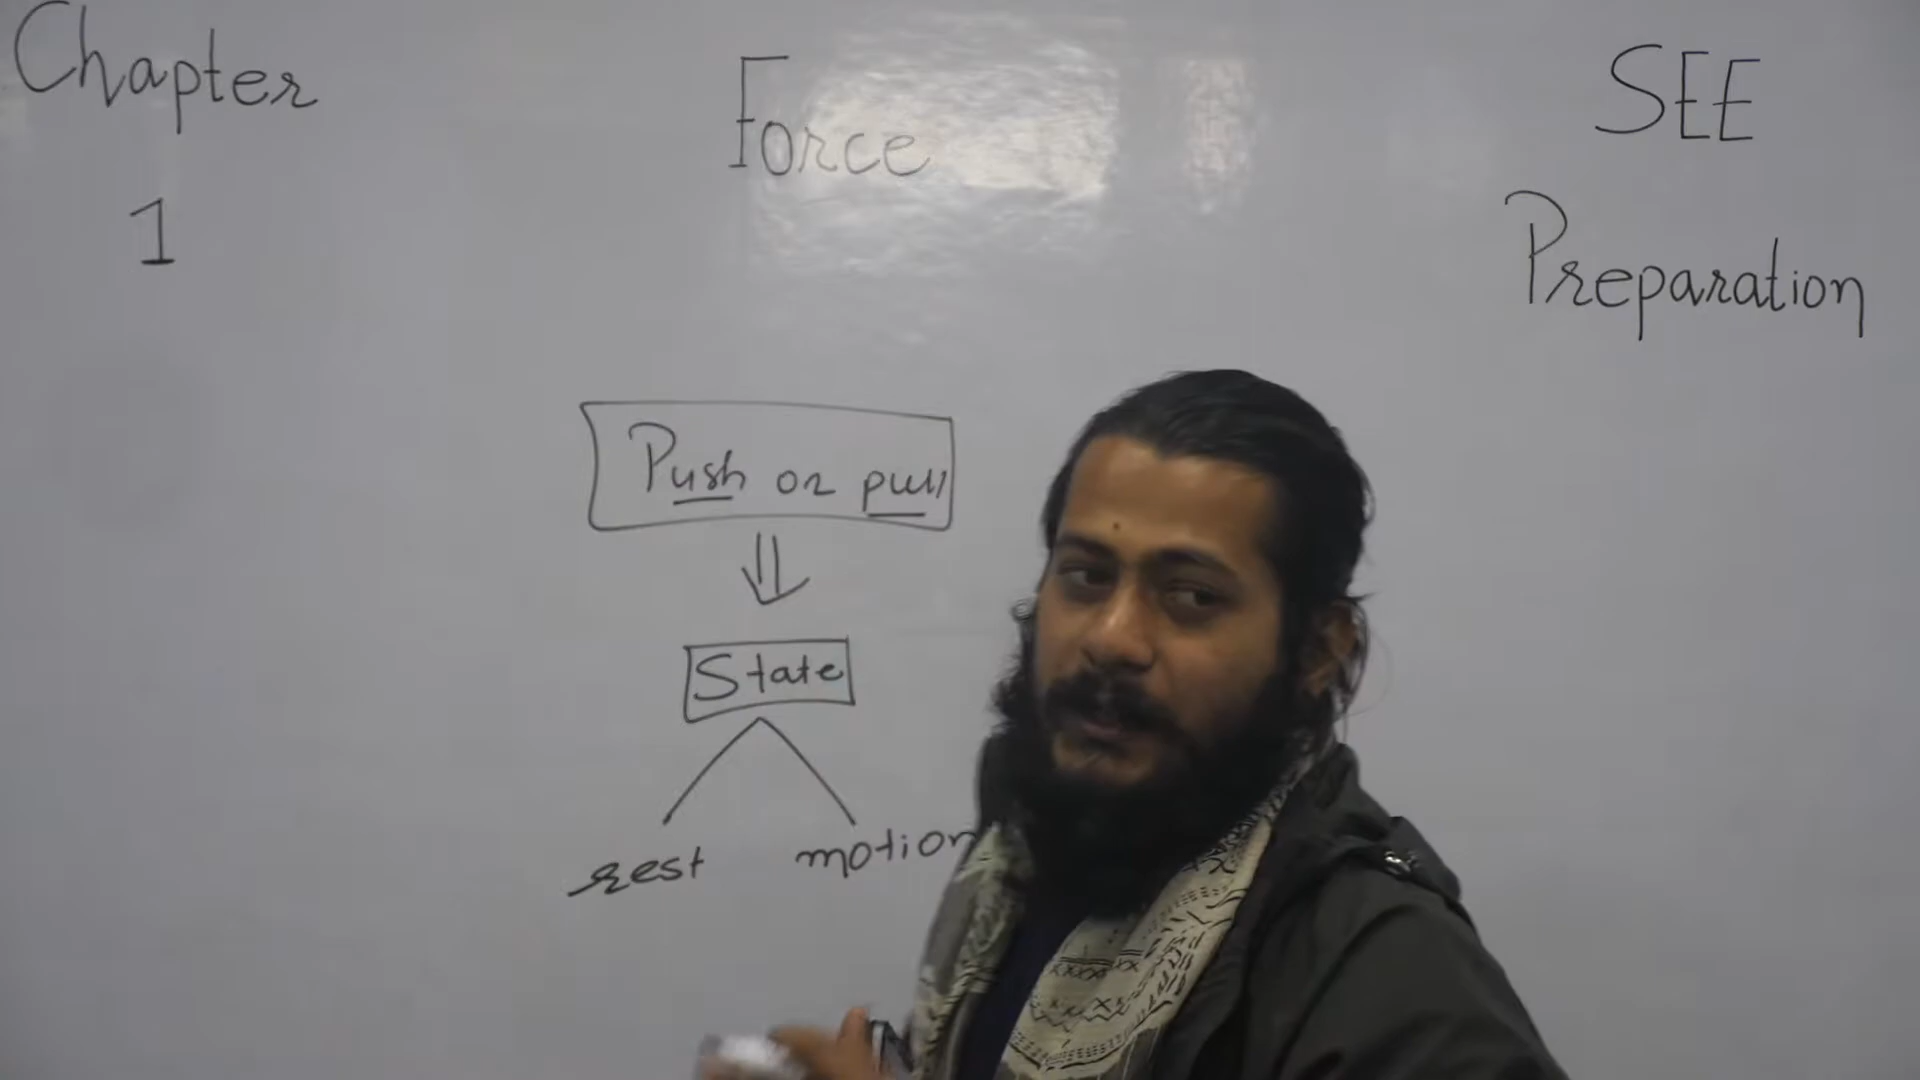 Chapter
1
Force
SEE
Preparation
Push or pull
State
rest motion